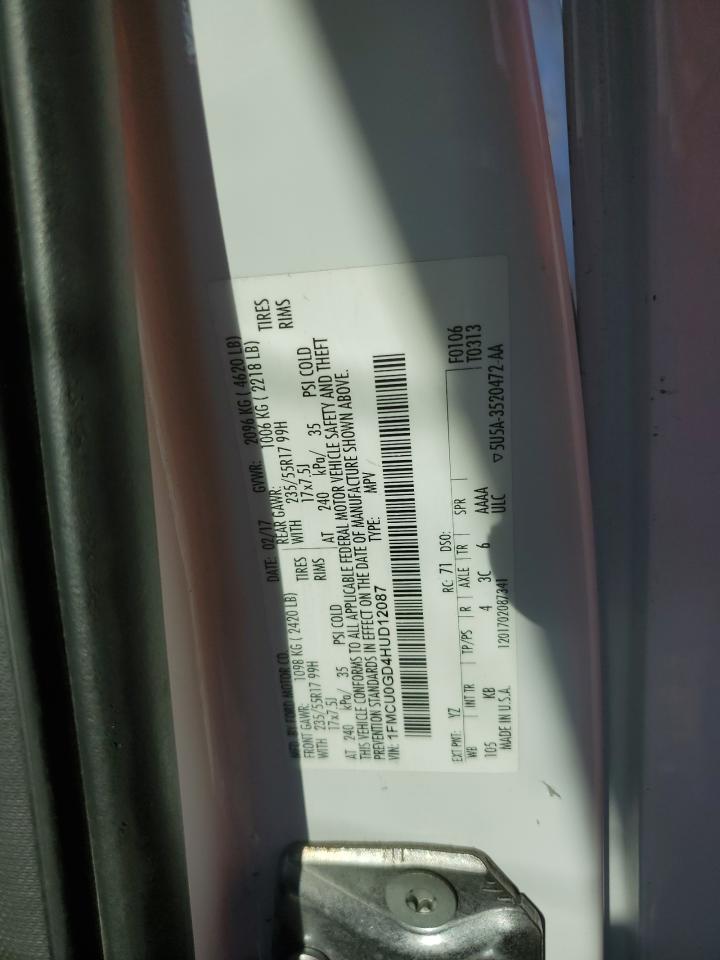 MFD. BY FORD MOTOR CO.
DATE: 02/17 GVWR: 2096 KG ( 4620 LB)
FRONT GAWR: 1098 KG ( 2420 LB) REAR GAWR: 1006 KG ( 2218 LB)
WITH 235/55R17 99H TIRES WITH 235/55R17 99H TIRES
17x7.5J RIMS 17x7.5J RIMS
AT 240 kPa/ 35 PSI COLD AT 240 kPa/ 35 PSI COLD
THIS VEHICLE CONFORMS TO ALL APPLICABLE FEDERAL MOTOR VEHICLE SAFETY AND THEFT
PREVENTION STANDARDS IN EFFECT ON THE DATE OF MANUFACTURE SHOWN ABOVE.
VIN: 1FMCU0GD4HUD12087 TYPE: MPV
F0106
T0313
EXT PNT: YZ RC: 71 DSO:
WB INT TR TP/PS R AXLE TR SPR
105 KB 4 3C 6 AAAA
ULC
MADE IN U.S.A. 1201702087341
▽5U5A-3520472-AA